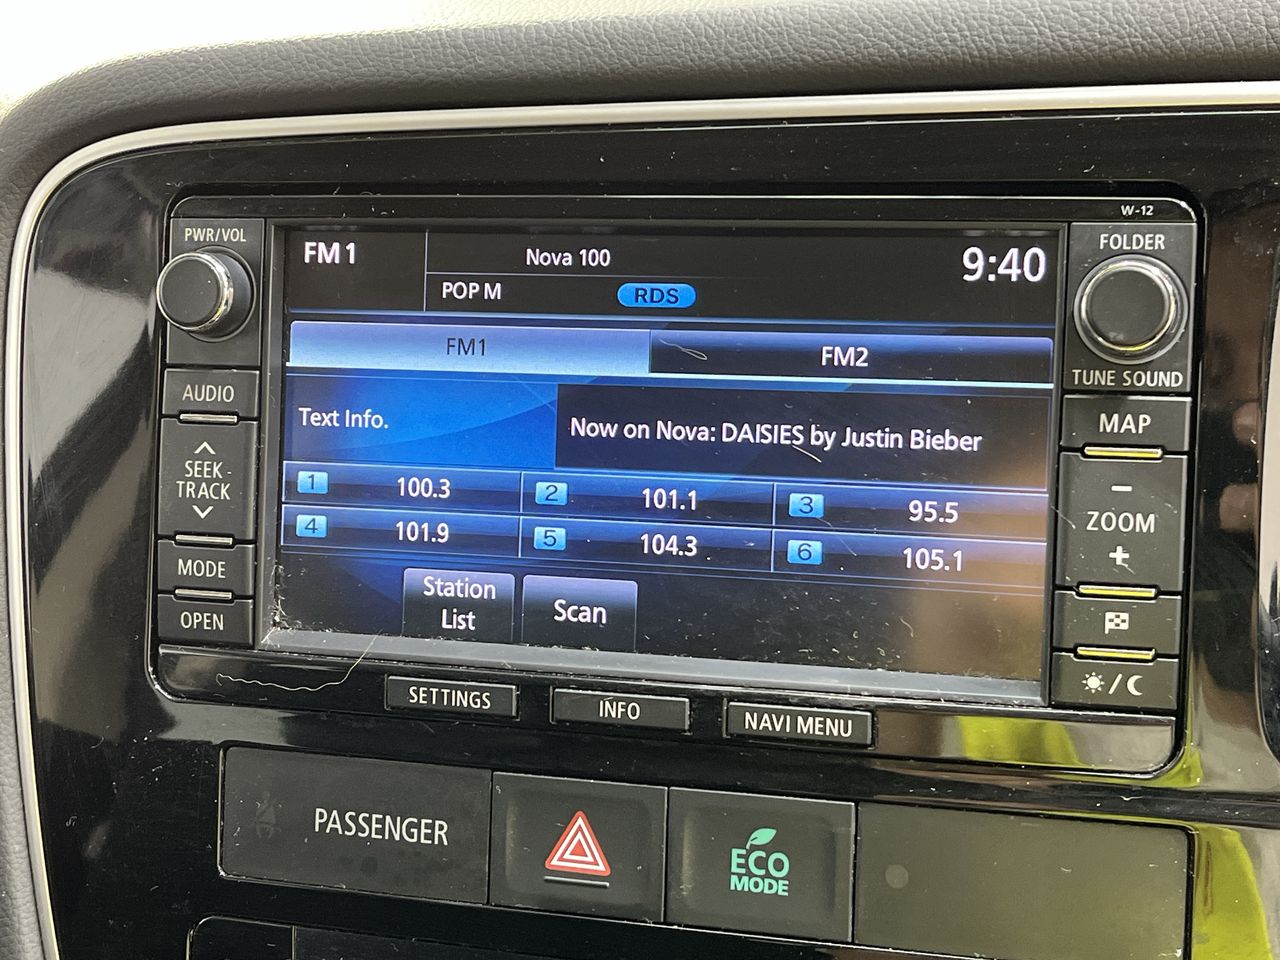 W-12
PWR/VOL
FM1
Nova 100
9:40
FOLDER
POP M
RDS
FM1
FM2
TUNE SOUND
AUDIO
Text Info.
Now on Nova: DAISIES by Justin Bieber
MAP
SEEK
TRACK
1 100.3
2 101.1
3 95.5
− ZOOM +
4 101.9
5 104.3
6 105.1
MODE
Station
List
Scan
OPEN
SETTINGS
INFO
NAVI MENU
PASSENGER
ECO
MODE